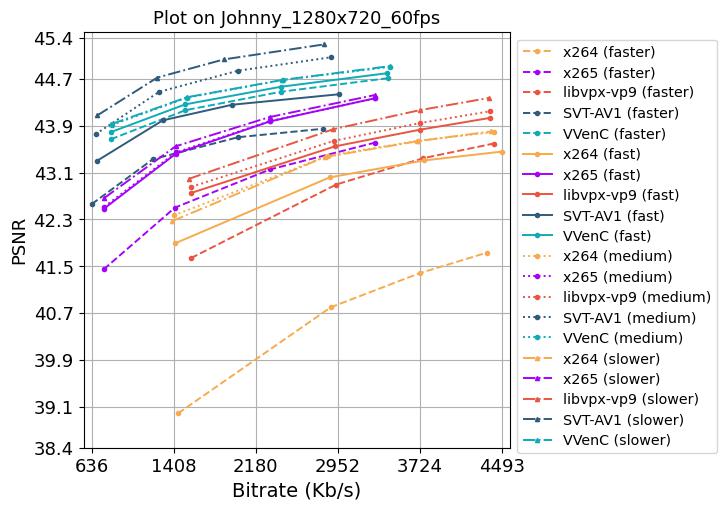 Plot on Johnny_1280x720_60fps
PSNR
45.4
44.7
43.9
43.1
42.3
41.5
40.7
39.9
39.1
38.4
636 1408 2180 2952 3724 4493
Bitrate (Kb/s)
x264 (faster)
x265 (faster)
libvpx-vp9 (faster)
SVT-AV1 (faster)
VVenC (faster)
x264 (fast)
x265 (fast)
libvpx-vp9 (fast)
SVT-AV1 (fast)
VVenC (fast)
x264 (medium)
x265 (medium)
libvpx-vp9 (medium)
SVT-AV1 (medium)
VVenC (medium)
x264 (slower)
x265 (slower)
libvpx-vp9 (slower)
SVT-AV1 (slower)
VVenC (slower)